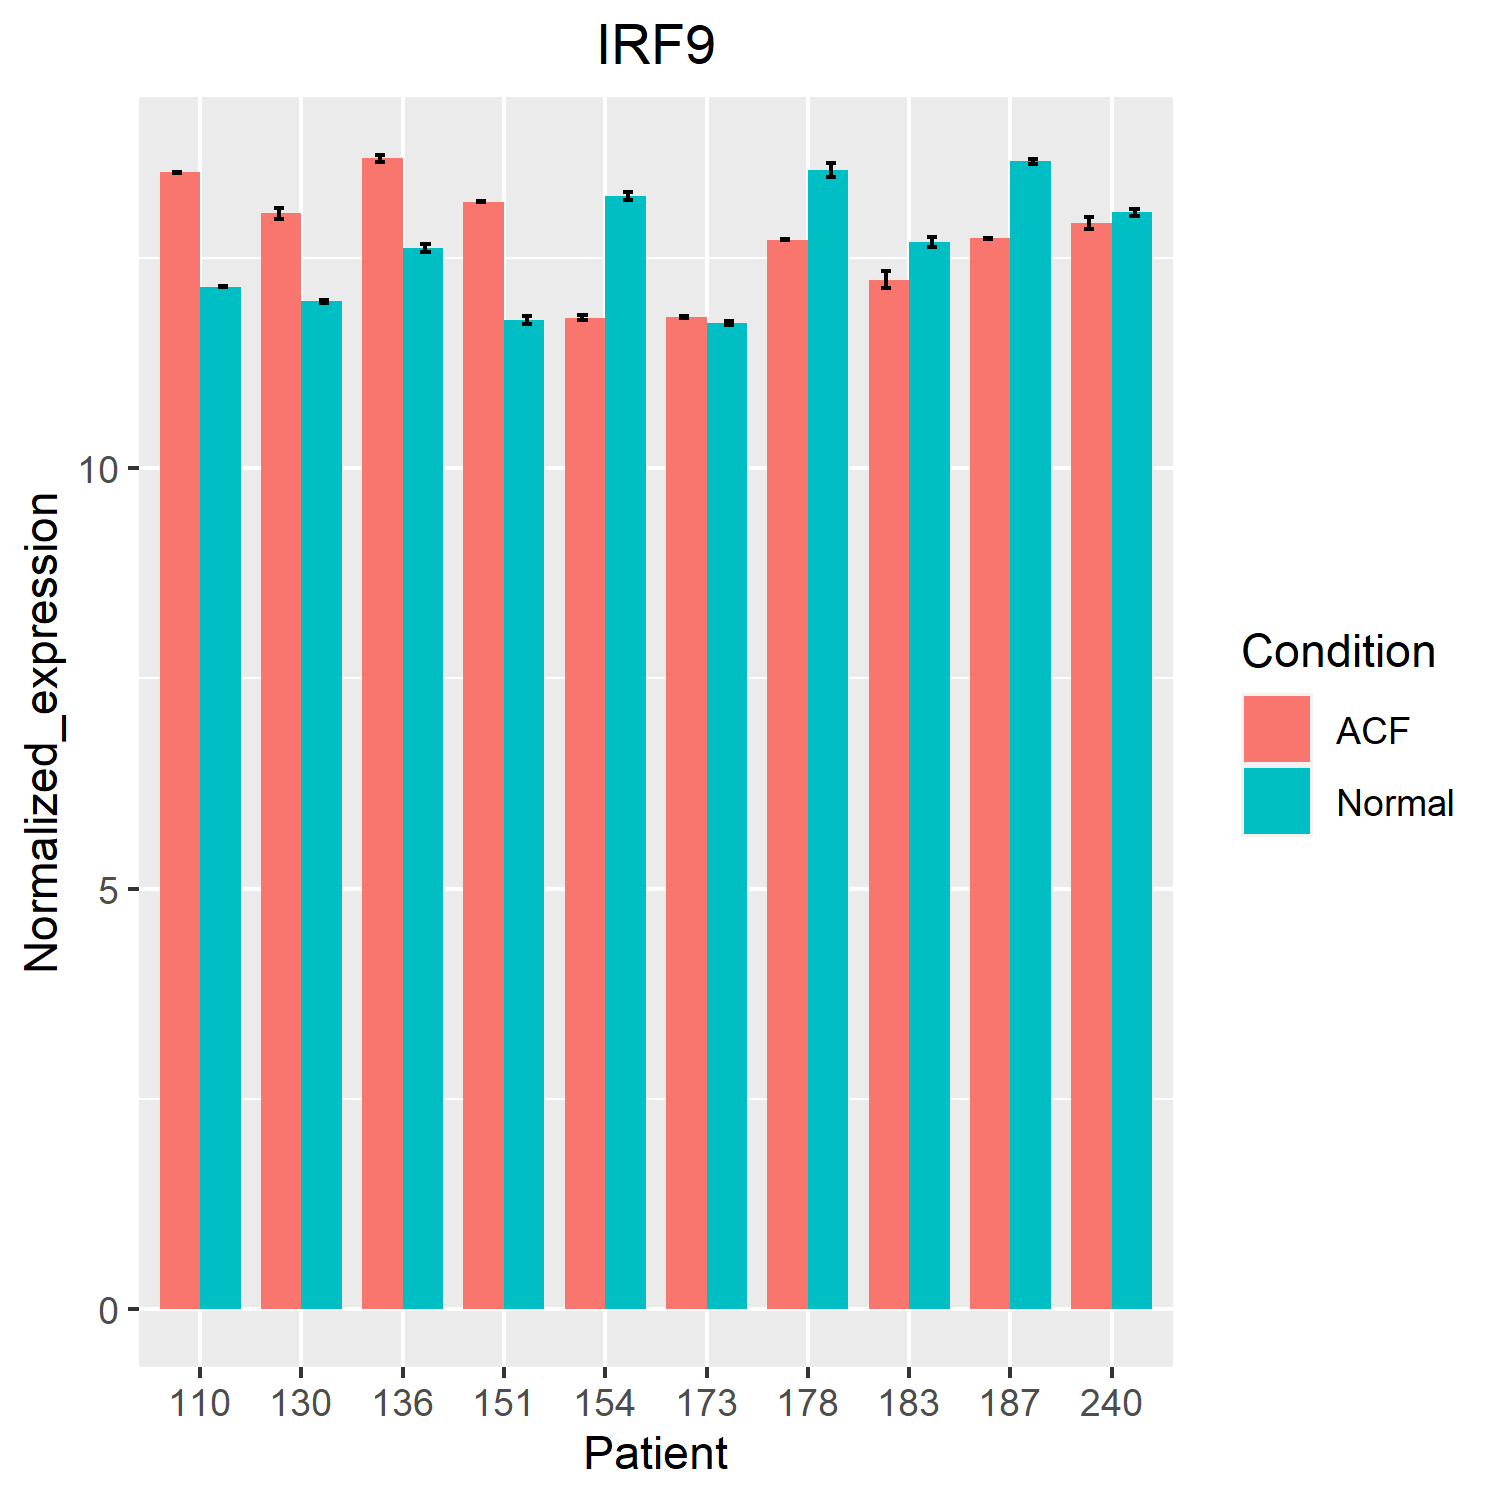 IRF9
Normalized_expression
10
5
0
110 130 136 151 154 173 178 183 187 240
Patient
Condition
ACF
Normal